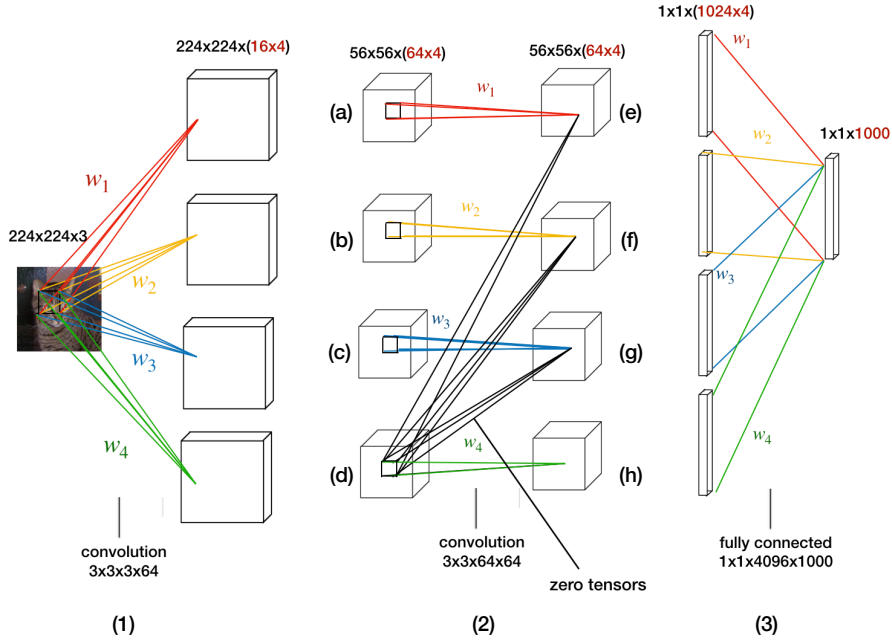 1x1x(1024x4)
224x224x(16x4)
56x56x(64x4)
56x56x(64x4)
w₁
w₁
(a)
(e)
1x1x1000
w₂
w₁
w₂
(b)
(f)
224x224x3
w₂
w₃
w₃
(c)
(g)
w₃
w₄
w₄
w₄
(d)
(h)
convolution
3x3x3x64
convolution
3x3x64x64
fully connected
1x1x4096x1000
zero tensors
(1)
(2)
(3)